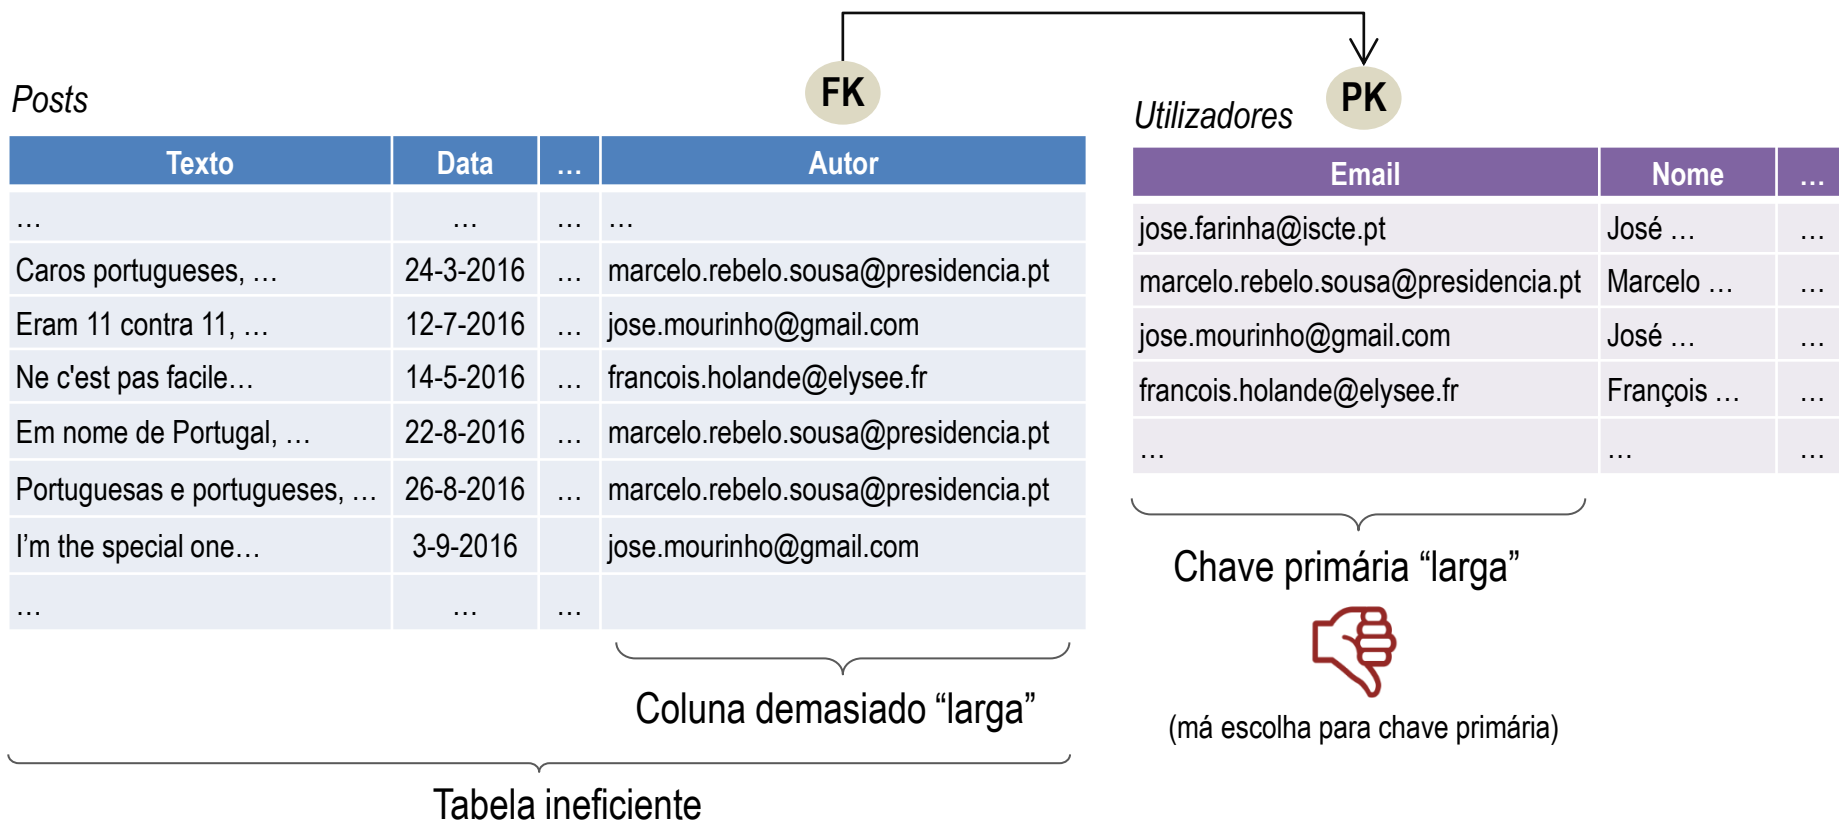 FK
PK
Posts
Texto Data … Autor
… … … …
Caros portugueses, … 24-3-2016 … marcelo.rebelo.sousa@presidencia.pt
Eram 11 contra 11, … 12-7-2016 … jose.mourinho@gmail.com
Ne c'est pas facile… 14-5-2016 … francois.holande@elysee.fr
Em nome de Portugal, … 22-8-2016 … marcelo.rebelo.sousa@presidencia.pt
Portuguesas e portugueses, … 26-8-2016 … marcelo.rebelo.sousa@presidencia.pt
I’m the special one… 3-9-2016 jose.mourinho@gmail.com
… … …
Coluna demasiado “larga”
Tabela ineficiente
Utilizadores
Email Nome …
jose.farinha@iscte.pt José … …
marcelo.rebelo.sousa@presidencia.pt Marcelo … …
jose.mourinho@gmail.com José … …
francois.holande@elysee.fr François … …
… … …
Chave primária “larga”
(má escolha para chave primária)